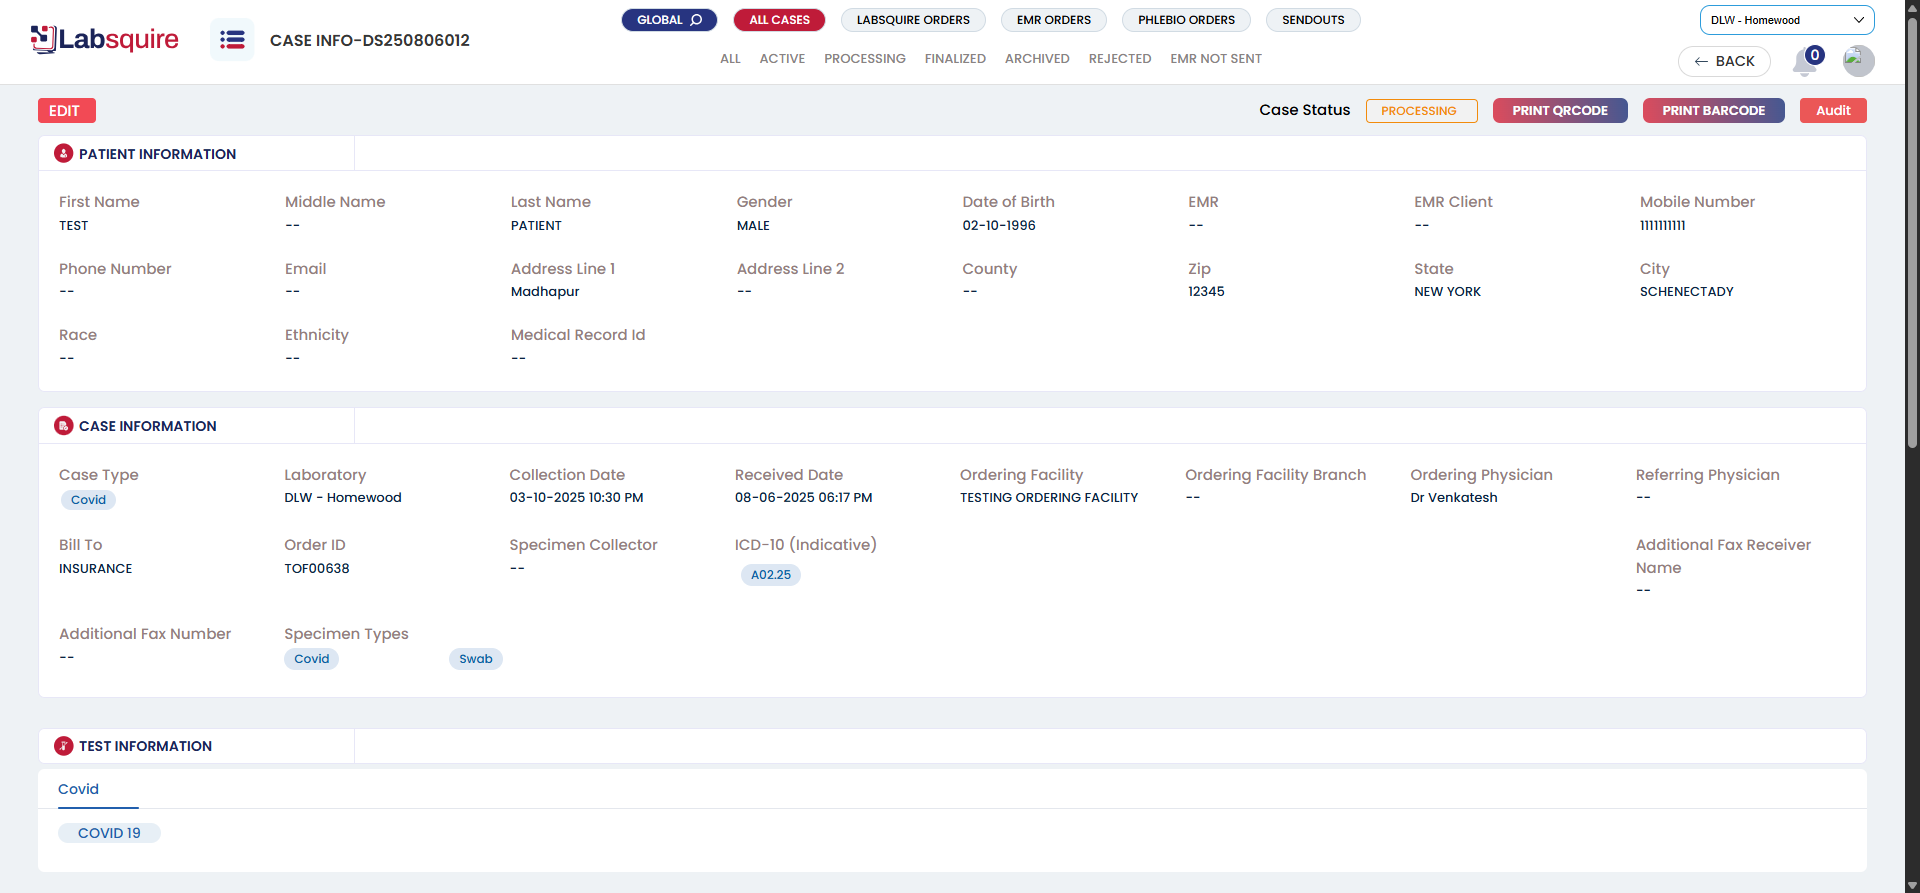 Labsquire
CASE INFO-DS250806012
GLOBAL
ALL CASES
LABSQUIRE ORDERS
EMR ORDERS
PHLEBIO ORDERS
SENDOUTS
DLW - Homewood
ALL
ACTIVE
PROCESSING
FINALIZED
ARCHIVED
REJECTED
EMR NOT SENT
BACK
0
EDIT
Case Status
PROCESSING
PRINT QRCODE
PRINT BARCODE
Audit
PATIENT INFORMATION
First Name
TEST
Middle Name
--
Last Name
PATIENT
Gender
MALE
Date of Birth
02-10-1996
EMR
--
EMR Client
--
Mobile Number
1111111111
Phone Number
--
Email
--
Address Line 1
Madhapur
Address Line 2
--
County
--
Zip
12345
State
NEW YORK
City
SCHENECTADY
Race
--
Ethnicity
--
Medical Record Id
--
CASE INFORMATION
Case Type
Covid
Laboratory
DLW - Homewood
Collection Date
03-10-2025 10:30 PM
Received Date
08-06-2025 06:17 PM
Ordering Facility
TESTING ORDERING FACILITY
Ordering Facility Branch
--
Ordering Physician
Dr Venkatesh
Referring Physician
--
Bill To
INSURANCE
Order ID
TOF00638
Specimen Collector
--
ICD-10 (Indicative)
A02.25
Additional Fax Receiver
Name
--
Additional Fax Number
--
Specimen Types
Covid
Swab
TEST INFORMATION
Covid
COVID 19